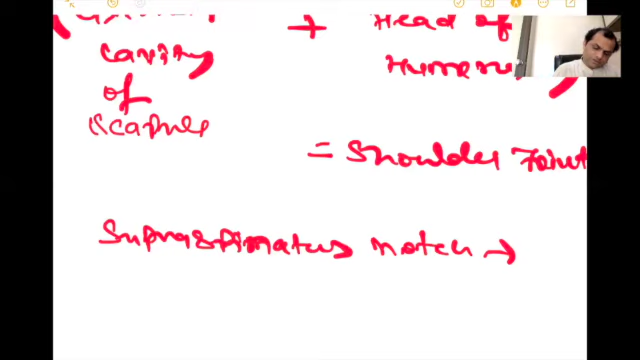 + Head of
cavity Humerus)
of
Scapula
= Shoulder Joint
Supraspinatus notch →